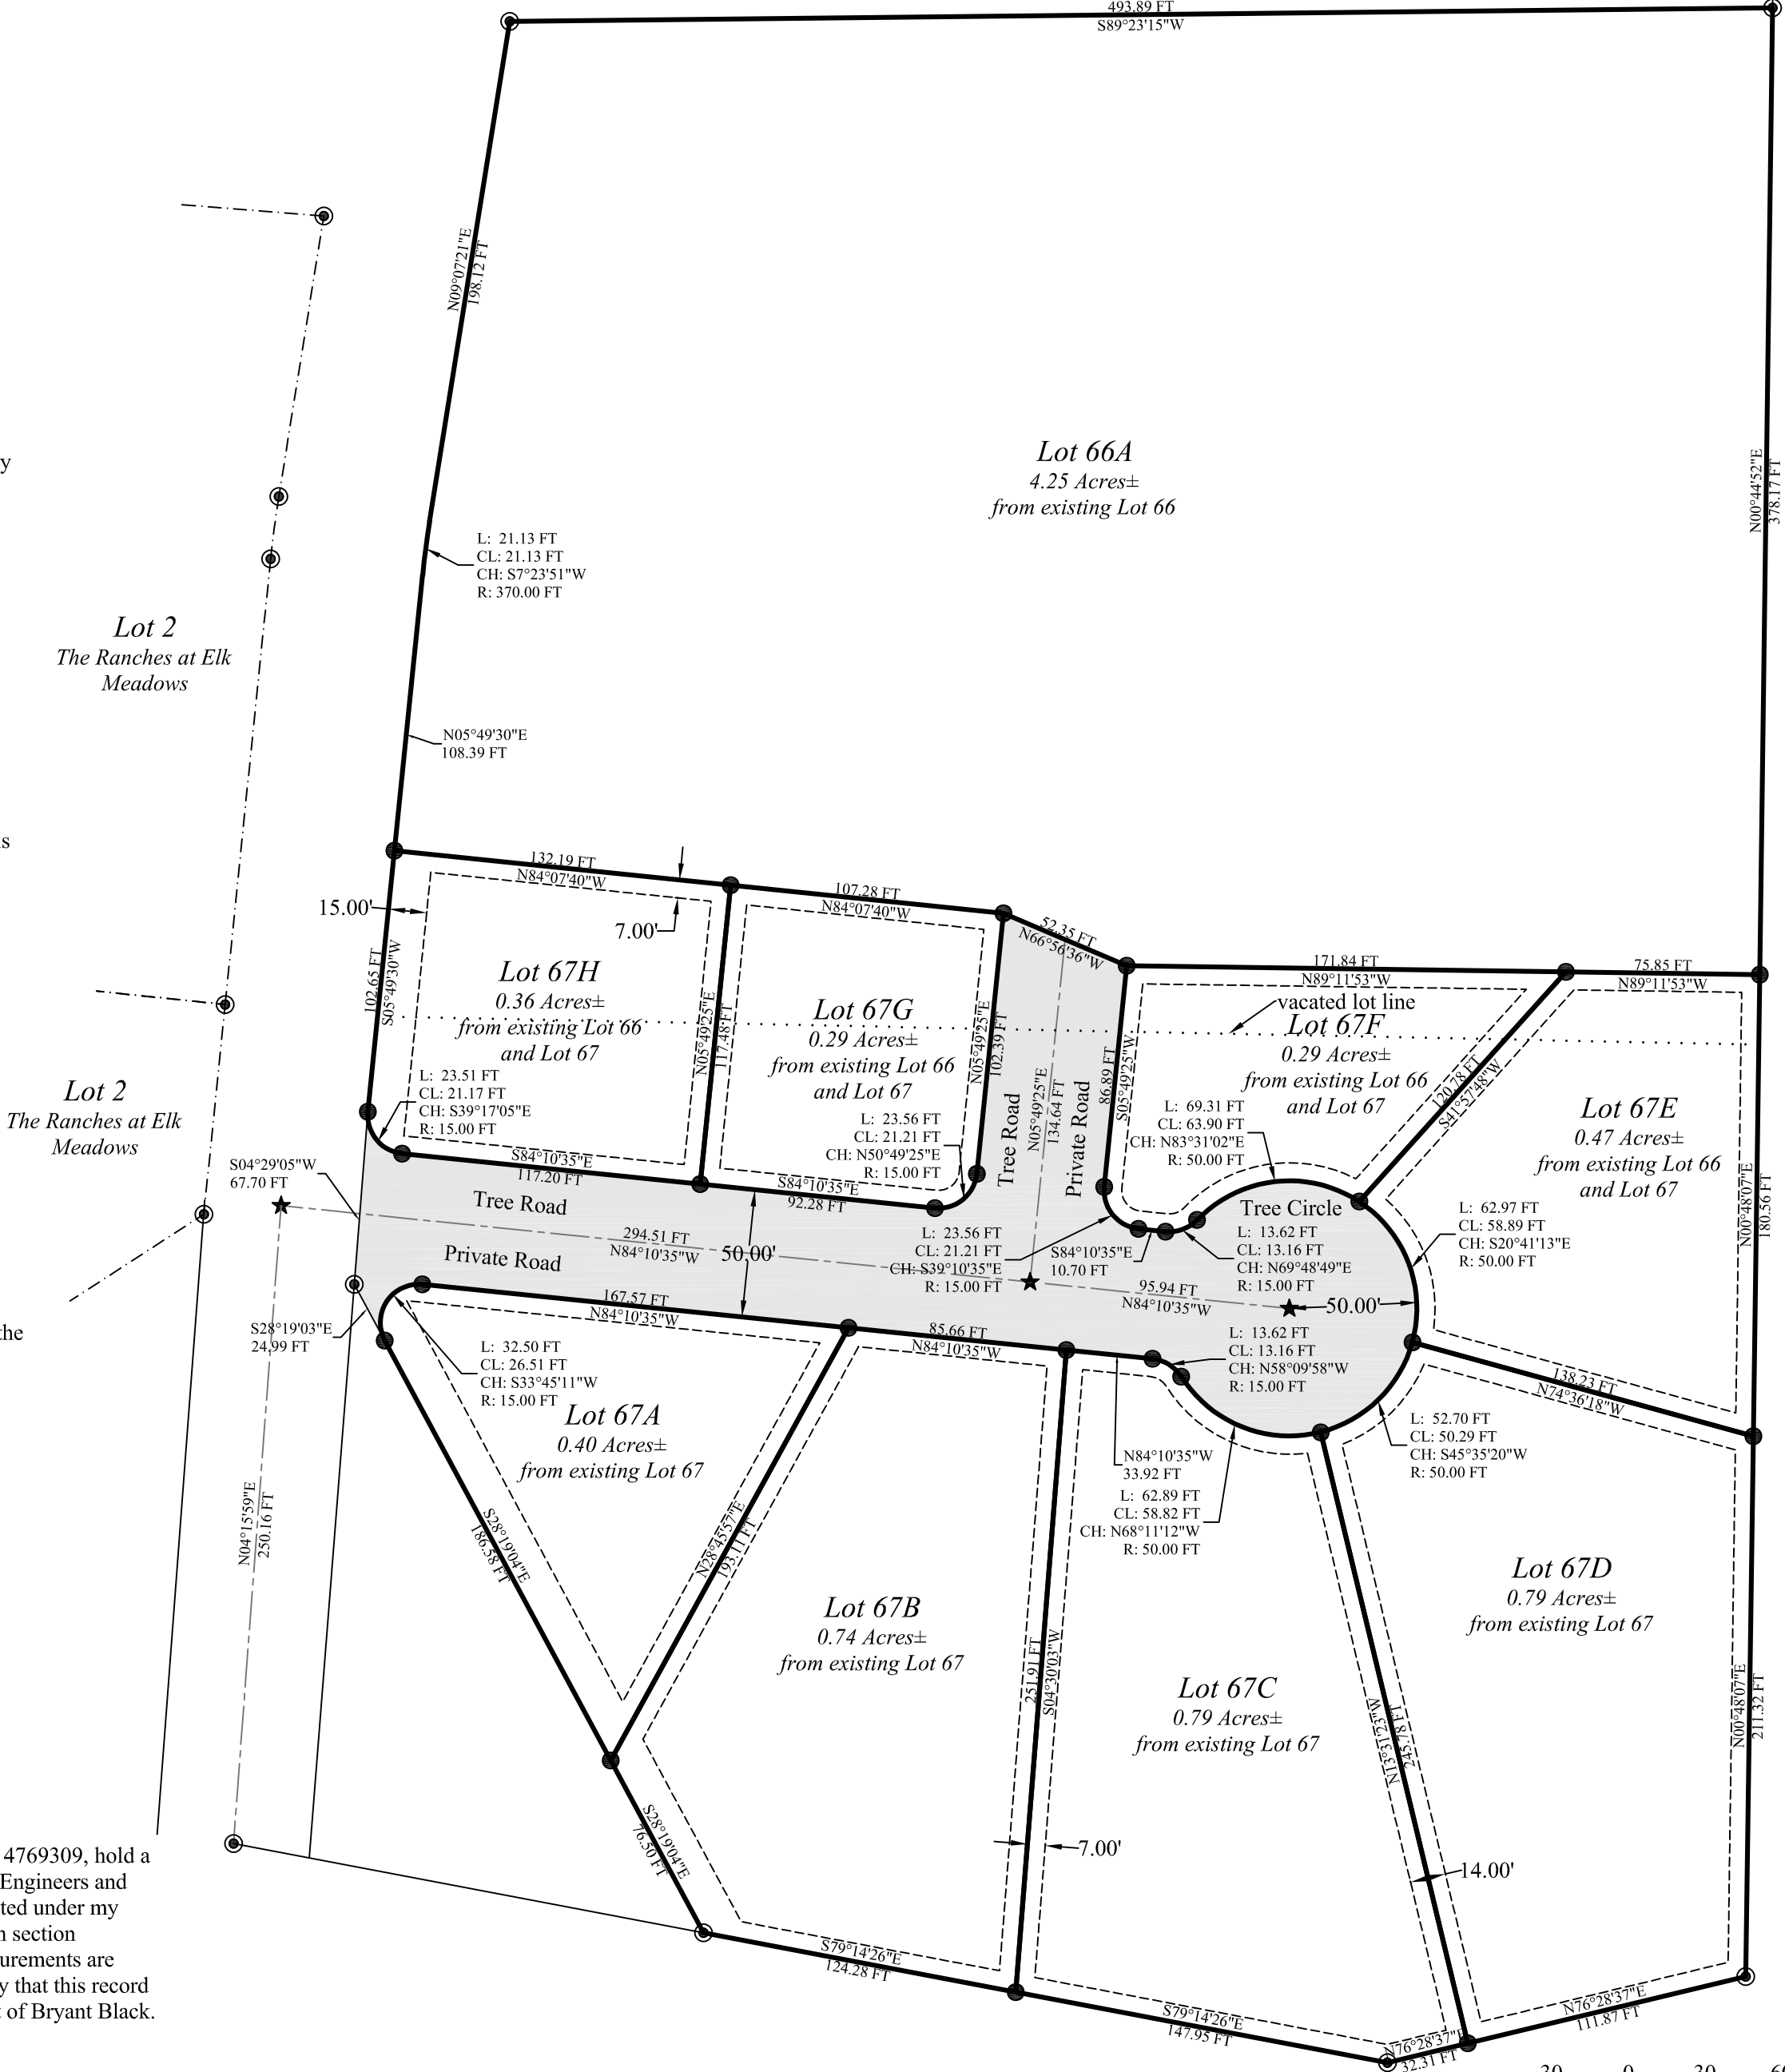 493.89 FT
S89°23'15"W
N09°07'21"E
198.12 FT
y
Lot 66A
4.25 Acres±
from existing Lot 66
N00°44'52"E
378.17 FT
L: 21.13 FT
CL: 21.13 FT
CH: S7°23'51"W
R: 370.00 FT
Lot 2
The Ranches at Elk
Meadows
N05°49'30"E
108.39 FT
s
132.19 FT
N84°07'40"W
107.28 FT
N84°07'40"W
15.00'
7.00'
52.35 FT
N66°56'36"W
171.84 FT
N89°11'53"W
75.85 FT
N89°11'53"W
102.65 FT
S05°49'30"W
Lot 67H
0.36 Acres±
from existing Lot 66
and Lot 67
N05°49'25"E
117.48 FT
Lot 67G
0.29 Acres±
from existing Lot 66
and Lot 67
N05°49'25"E
102.39 FT
vacated lot line
Lot 67F
0.29 Acres±
from existing Lot 66
and Lot 67
120.78 FT
S41°57'48"W
Lot 67E
0.47 Acres±
from existing Lot 66
and Lot 67
N00°48'07"E
180.56 FT
Lot 2
The Ranches at Elk
Meadows
L: 23.51 FT
CL: 21.17 FT
CH: S39°17'05"E
R: 15.00 FT
L: 23.56 FT
CL: 21.21 FT
CH: N50°49'25"E
R: 15.00 FT
Tree Road
N05°49'25"E
134.64 FT
Private Road
86.89 FT
S05°49'25"W
L: 69.31 FT
CL: 63.90 FT
CH: N83°31'02"E
R: 50.00 FT
S04°29'05"W
67.70 FT
S84°10'35"E
117.20 FT
S84°10'35"E
92.28 FT
Tree Road
Private Road
294.51 FT
N84°10'35"W
50.00'
L: 23.56 FT
CL: 21.21 FT
CH: S39°10'35"E
R: 15.00 FT
S84°10'35"E
10.70 FT
Tree Circle
L: 13.62 FT
CL: 13.16 FT
CH: N69°48'49"E
R: 15.00 FT
L: 62.97 FT
CL: 58.89 FT
CH: S20°41'13"E
R: 50.00 FT
95.94 FT
N84°10'35"W
50.00'
the
S28°19'03"E
24.99 FT
167.57 FT
N84°10'35"W
85.66 FT
N84°10'35"W
L: 32.50 FT
CL: 26.51 FT
CH: S33°45'11"W
R: 15.00 FT
L: 13.62 FT
CL: 13.16 FT
CH: N58°09'58"W
R: 15.00 FT
138.23 FT
N74°36'18"W
Lot 67A
0.40 Acres±
from existing Lot 67
N84°10'35"W
33.92 FT
L: 62.89 FT
CL: 58.82 FT
CH: N68°11'12"W
R: 50.00 FT
L: 52.70 FT
CL: 50.29 FT
CH: S45°35'20"W
R: 50.00 FT
N04°15'59"E
250.16 FT
S28°19'04"E
186.58 FT
N28°45'57"E
193.11 FT
Lot 67B
0.74 Acres±
from existing Lot 67
251.91 FT
S04°30'03"W
Lot 67C
0.79 Acres±
from existing Lot 67
N13°31'23"W
245.78 FT
Lot 67D
0.79 Acres±
from existing Lot 67
N00°48'07"E
211.32 FT
S28°19'04"E
76.50 FT
7.00'
14.00'
4769309, hold a
Engineers and
ted under my
n section
urements are
y that this record
t of Bryant Black.
S79°14'26"E
124.28 FT
S79°14'26"E
147.95 FT
N76°28'37"E
32.31 FT
N76°28'37"E
111.87 FT
30 0 30 60